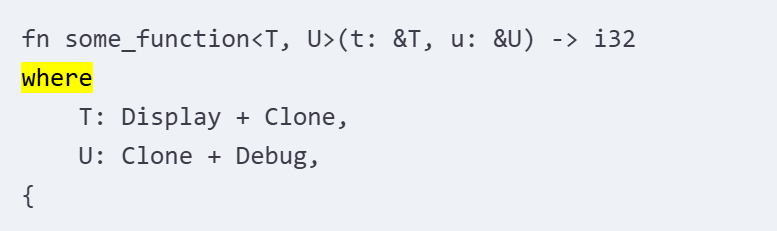 fn some_function<T, U>(t: &T, u: &U) -> i32
where
    T: Display + Clone,
    U: Clone + Debug,
{